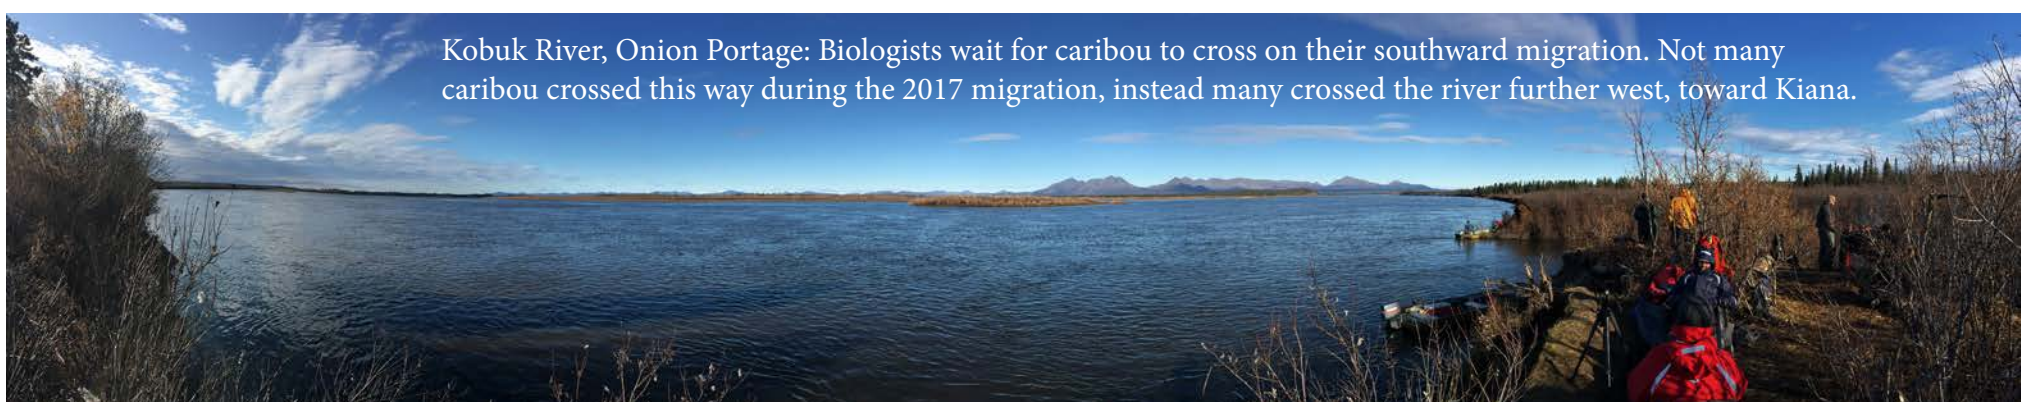 Kobuk River, Onion Portage: Biologists wait for caribou to cross on their southward migration. Not many
caribou crossed this way during the 2017 migration, instead many crossed the river further west, toward Kiana.